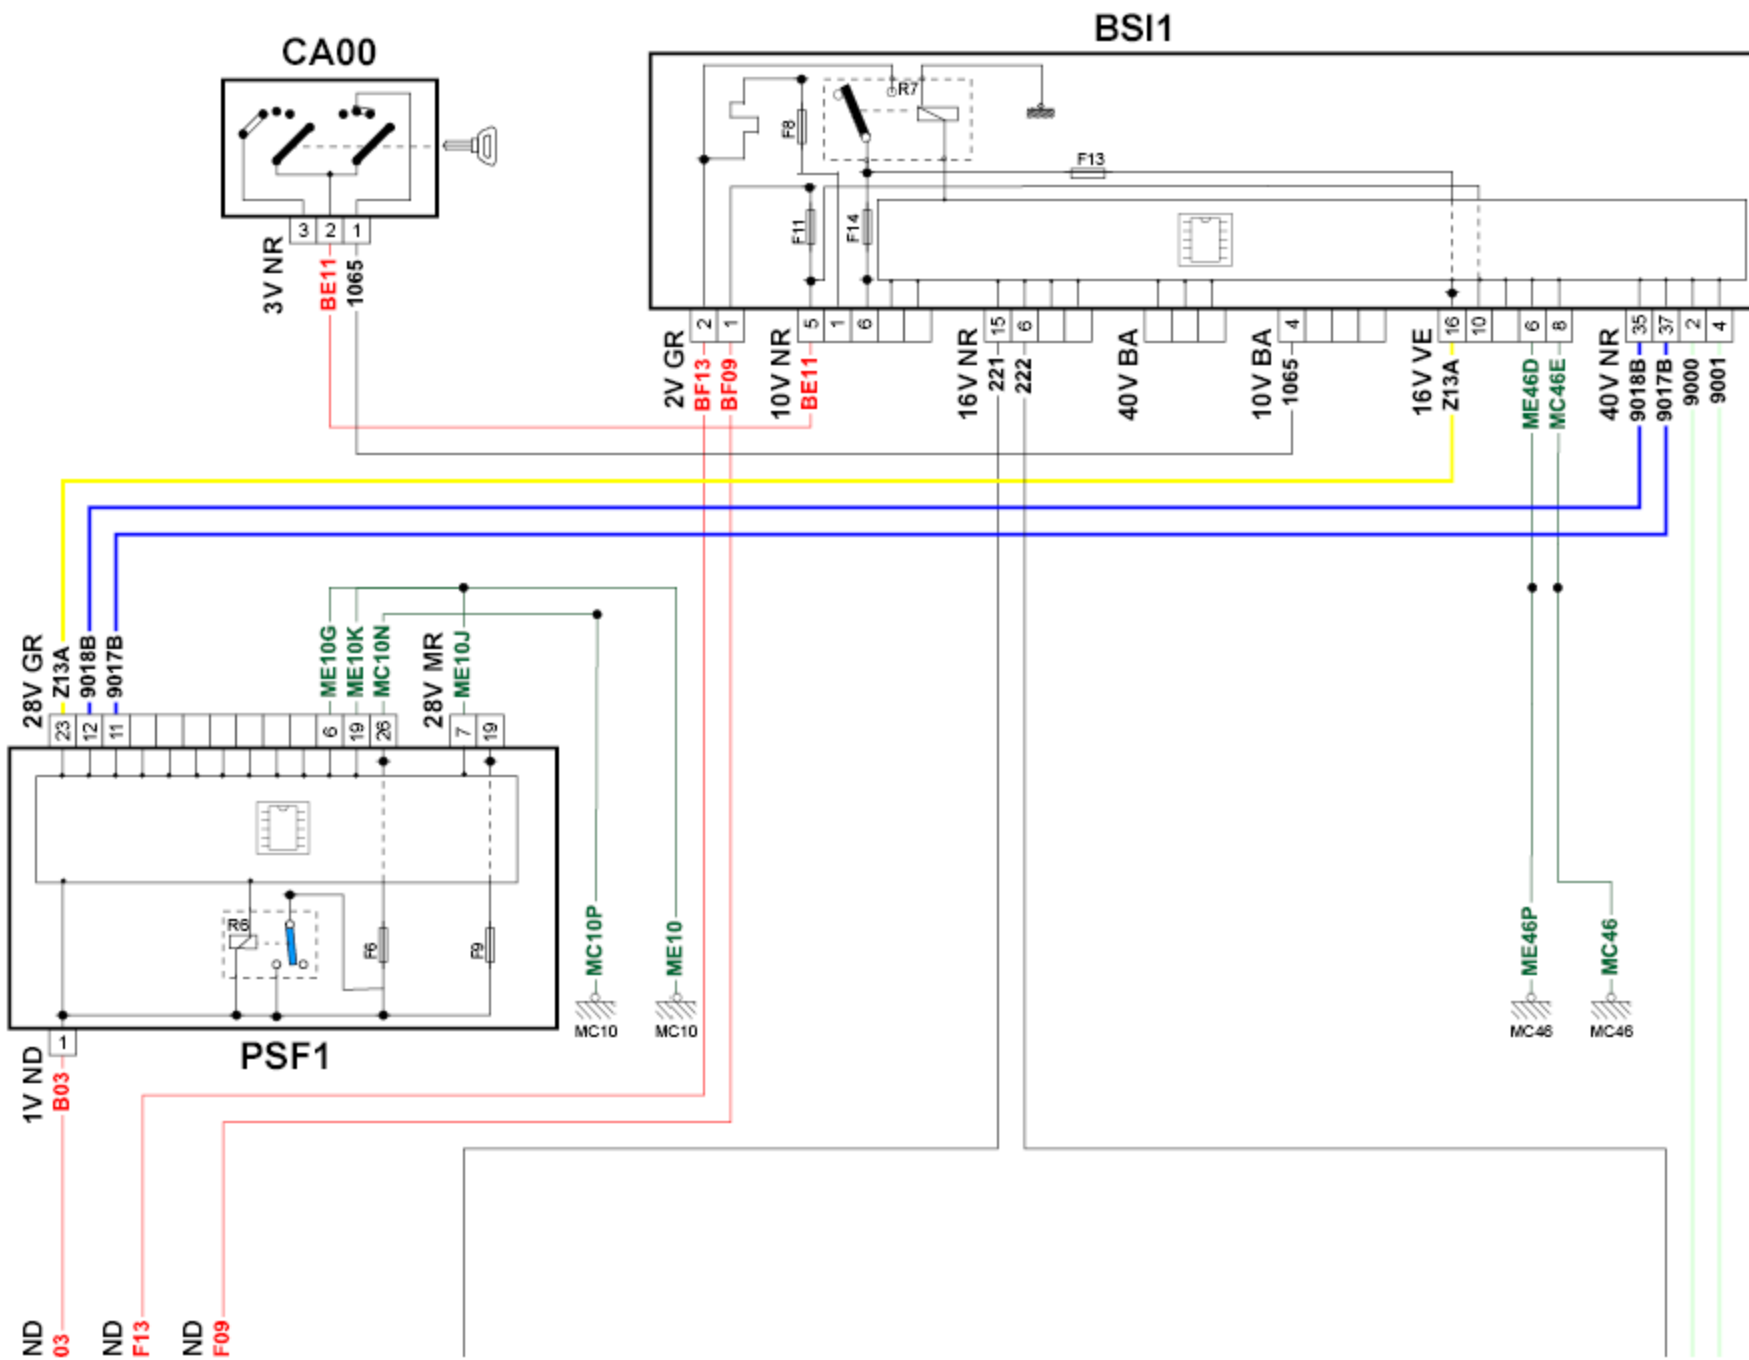 BSI1
CA00
R7
F8
F13
F11
F14
3 2 1
3V NR
BE11
1065
2 1
5 1 6
15 6
4
16 10
6 8
35 37 2 4
2V GR
BF13
BF09
10V NR
BE11
16V NR
221
222
40V BA
10V BA
1065
16V VE
Z13A
ME46D
MC46E
40V NR
9018B
9017B
9000
9001
28V GR
Z13A
9018B
9017B
ME10G
ME10K
MC10N
28V MR
ME10J
23 12 11
6 19 26
7 19
R6
F6
F9
MC10P
ME10
ME46P
MC46
MC10
MC10
MC46
MC46
1
PSF1
1V ND
B03
ND
03
ND
F13
ND
F09